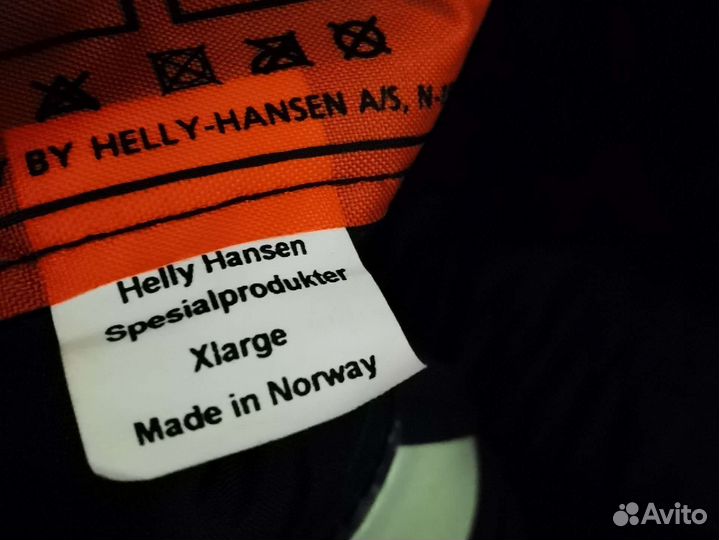 BY HELLY-HANSEN A/S, N-
Helly Hansen
Spesialprodukter
Xlarge
Made in Norway
Avito